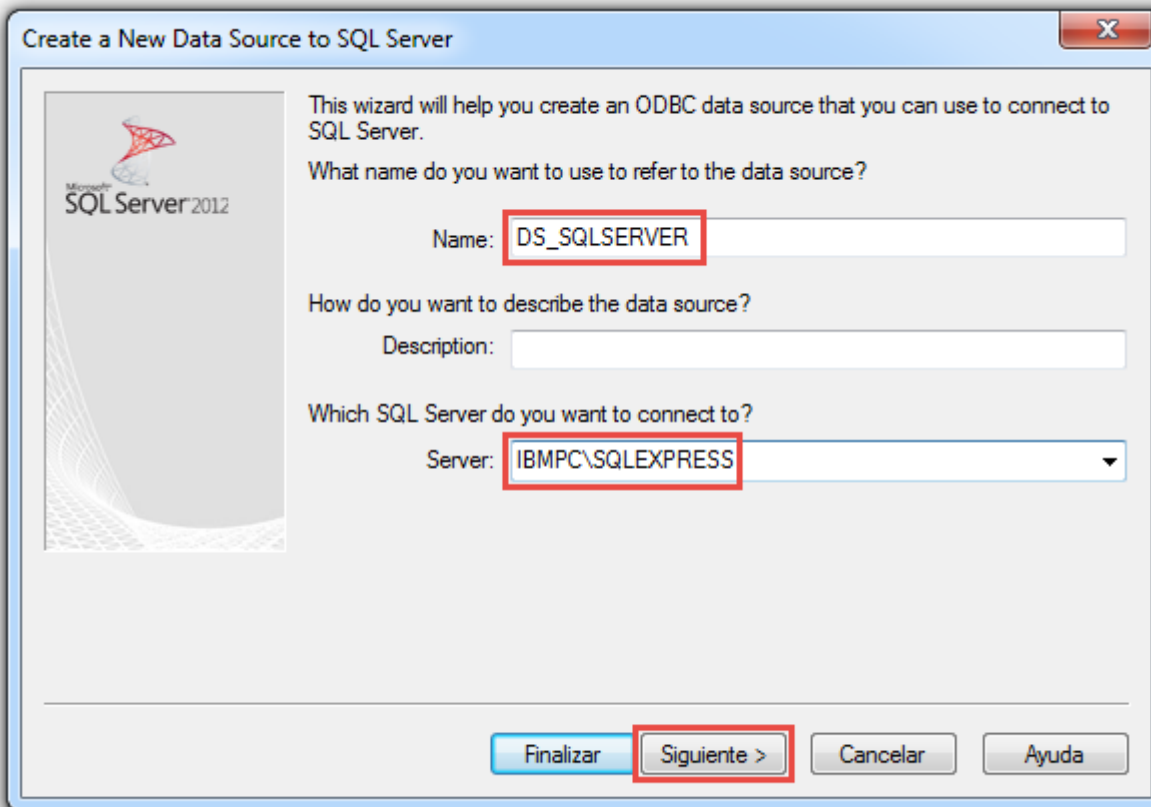 Create a New Data Source to SQL Server
X
This wizard will help you create an ODBC data source that you can use to connect to
SQL Server.
What name do you want to use to refer to the data source?
Microsoft®
SQL Server 2012
Name: DS_SQLSERVER
How do you want to describe the data source?
Description:
Which SQL Server do you want to connect to?
Server: IBMPC\SQLEXPRESS
Finalizar Siguiente > Cancelar Ayuda